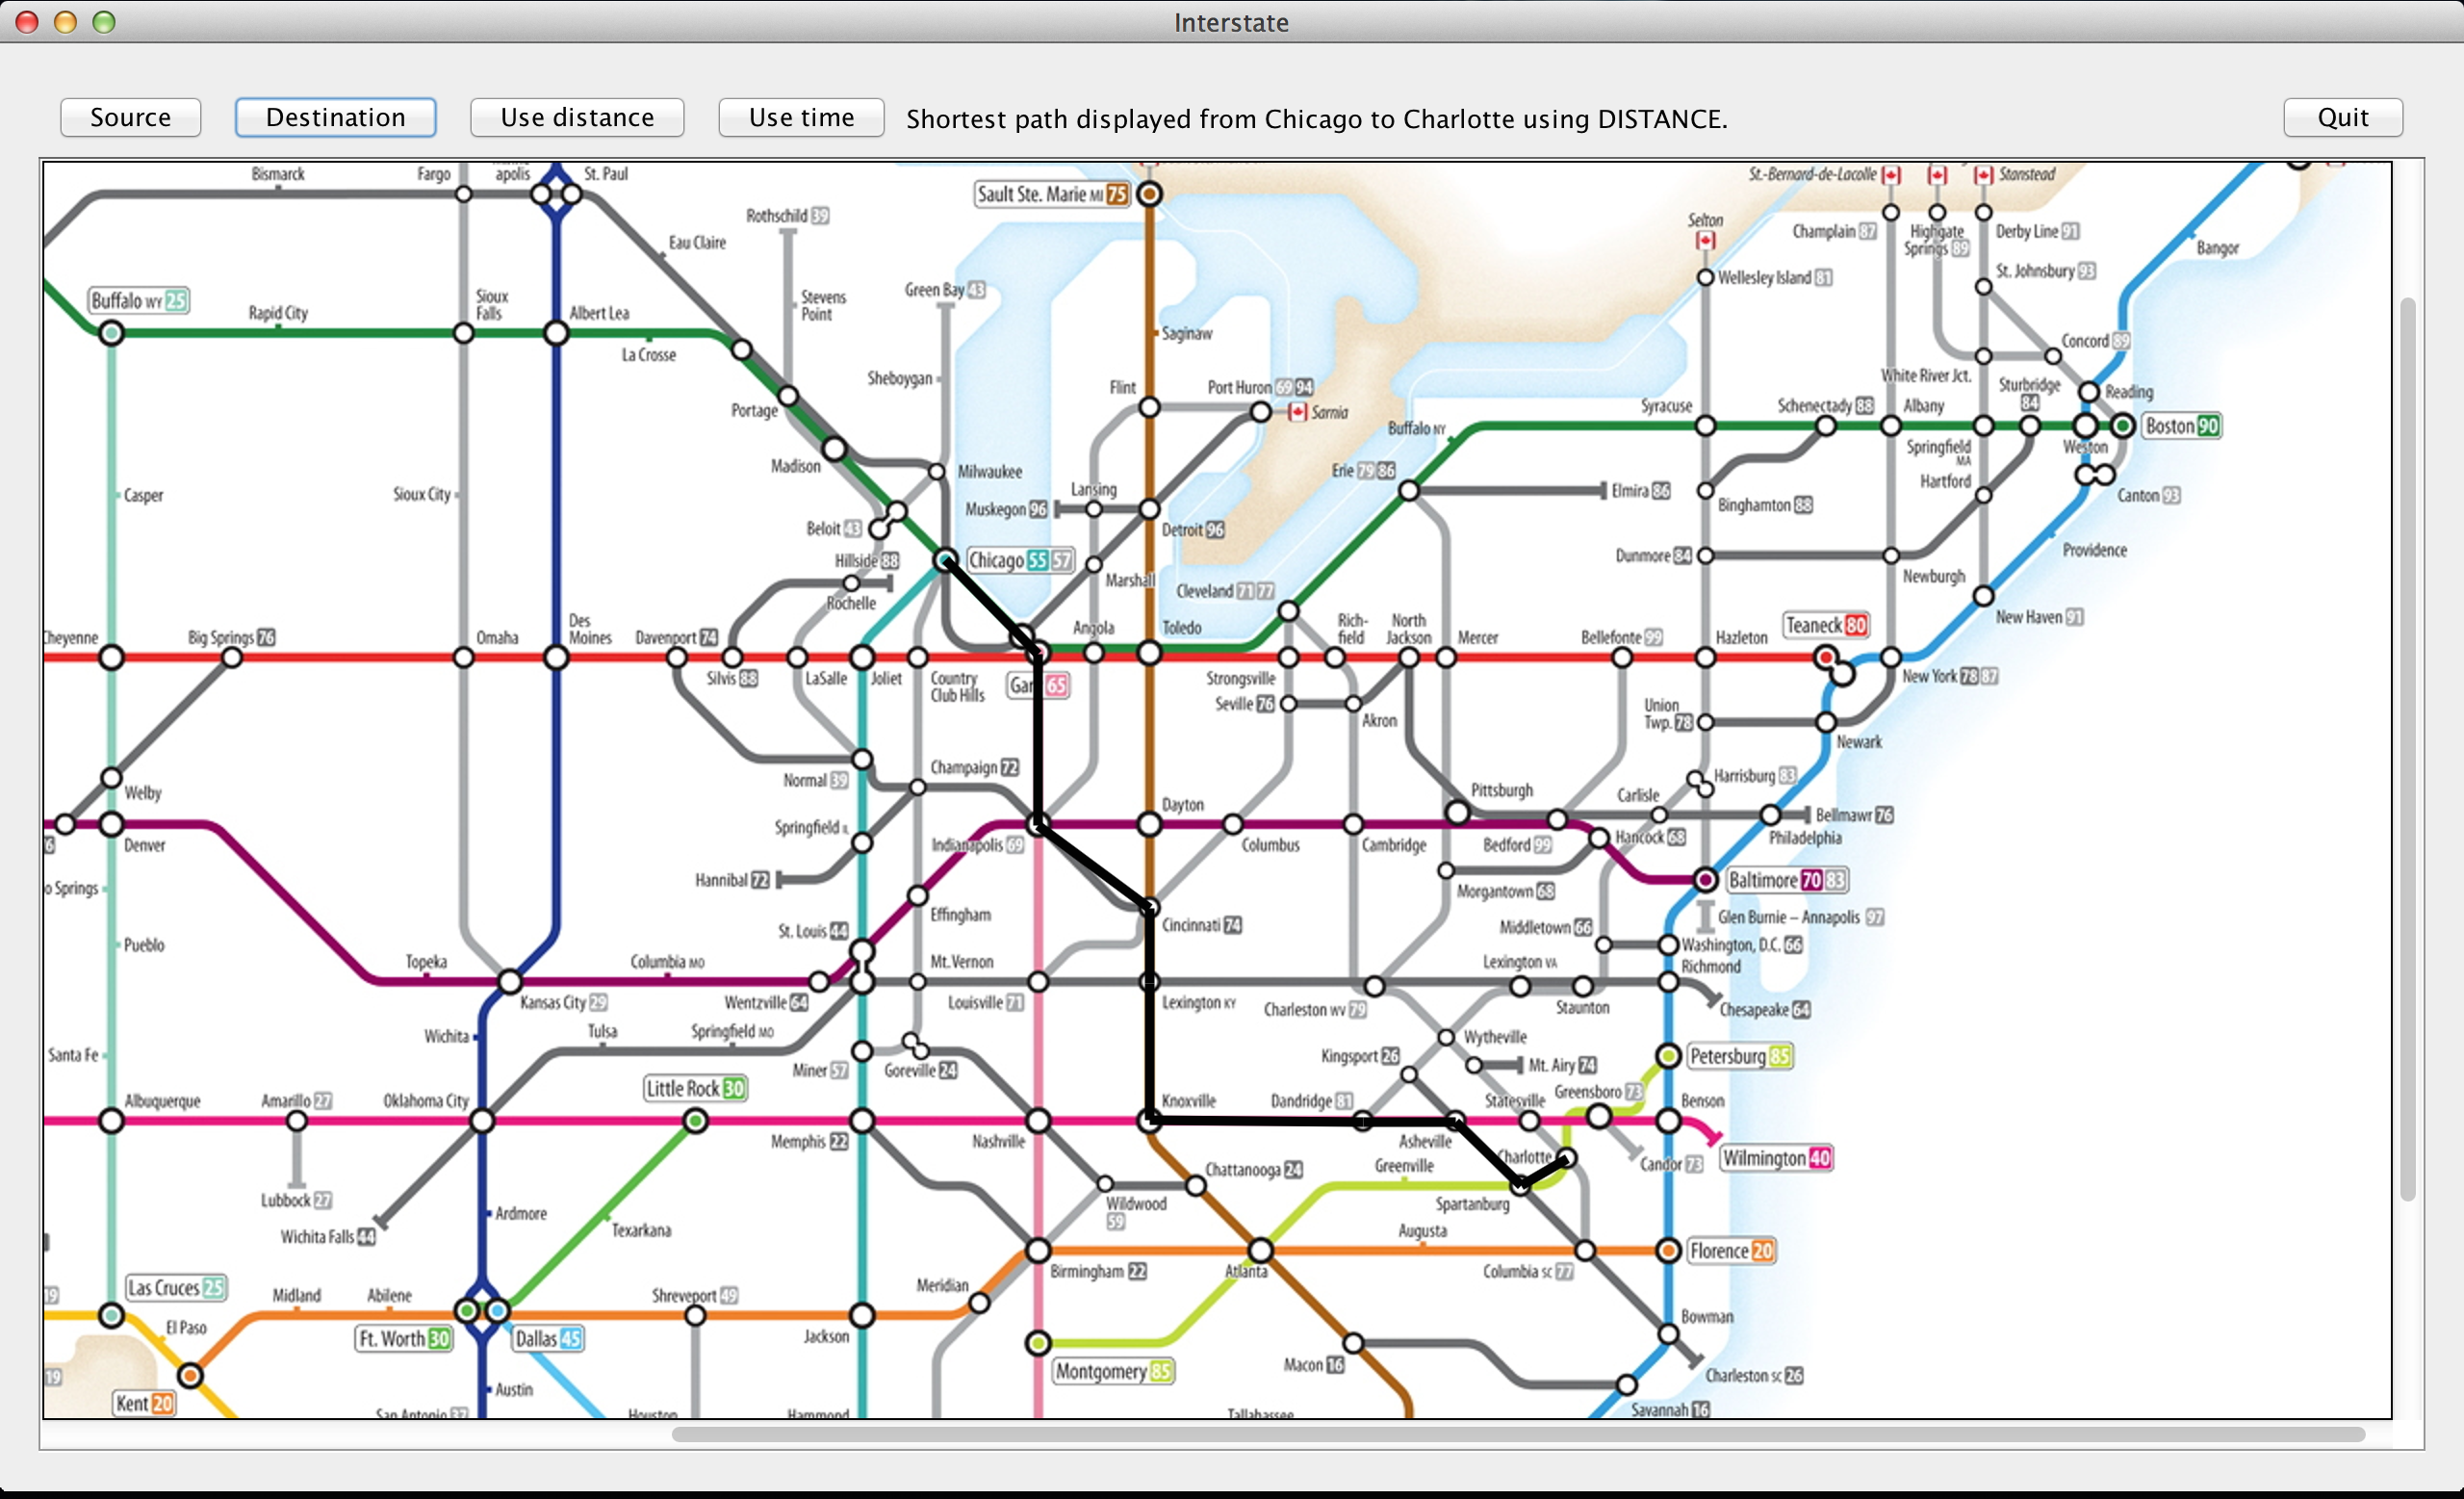 Interstate
Source
Destination
Use distance
Use time
Shortest path displayed from Chicago to Charlotte using DISTANCE.
Quit
Bismarck
Fargo
apolis
St. Paul
Sault Ste. Marie MI 75
St.-Bernard-de-Lacolle
Stanstead
Rothschild 39
Selton
Champlain 87
Highgate
Springs 89
Derby Line 91
Eau Claire
Bangor
Buffalo WY 25
Rapid City
Sioux
Falls
Albert Lea
La Crosse
Stevens
Point
Green Bay 43
Wellesley Island 81
St. Johnsbury 93
Saginaw
Concord 89
Sheboygan
Flint
Port Huron 69 94
Sarnia
White River Jct.
Sturbridge
84
Reading
Portage
Buffalo NY
Syracuse
Schenectady 88
Albany
Boston 90
Springfield
MA
Weston
Madison
Milwaukee
Erie 79 86
Casper
Sioux City
Lansing
Muskegon 96
Elmira 86
Binghamton 88
Hartford
Canton 93
Beloit 43
Detroit 96
Hillside 88
Chicago 55 57
Dunmore 84
Providence
Rochelle
Marshall
Cleveland 71 77
Newburgh
New Haven 91
Cheyenne
Big Springs 76
Omaha
Des
Moines
Davenport 74
Angola
Toledo
Rich-
field
North
Jackson
Mercer
Bellefonte 99
Hazleton
Teaneck 80
Silvis 88
LaSalle
Joliet
Country
Club Hills
65
Strongsville
New York 78 87
Seville 76
Akron
Union
Twp. 78
Newark
Normal 39
Champaign 72
Harrisburg 83
Welby
Pittsburgh
Carlisle
Dayton
Bellmawr 76
Denver
Springfield IL
Indianapolis 69
Columbus
Cambridge
Bedford 99
Hancock 68
Philadelphia
o Springs
Hannibal 72
Morgantown 68
Baltimore 70 83
Effingham
Glen Burnie – Annapolis 97
Pueblo
St. Louis 44
Cincinnati 74
Middletown 66
Washington, D.C. 66
Topeka
Columbia MO
Mt. Vernon
Lexington VA
Richmond
Kansas City 29
Wentzville 64
Louisville 71
Lexington KY
Charleston WV 79
Staunton
Chesapeake 64
Santa Fe
Wichita
Tulsa
Springfield MO
Wytheville
Miner 57
Goreville 24
Kingsport 26
Mt. Airy 74
Petersburg 85
Little Rock 30
Greensboro 73
Albuquerque
Amarillo 27
Oklahoma City
Knoxville
Dandridge 81
Statesville
Benson
Memphis 22
Nashville
Asheville
Charlotte
Candor 73
Wilmington 40
Lubbock 27
Chattanooga 24
Greenville
Wichita Falls 44
Ardmore
Texarkana
Wildwood
59
Spartanburg
Augusta
Birmingham 22
Atlanta
Columbia SC 77
Florence 20
Las Cruces 25
Midland
Abilene
Shreveport 49
Meridian
El Paso
Ft. Worth 30
Dallas 45
Jackson
Bowman
Kent 20
Montgomery 85
Macon 16
Charleston SC 26
19
Austin
San Antonio 37
Houston
Hammond
Tallahassee
Savannah 16